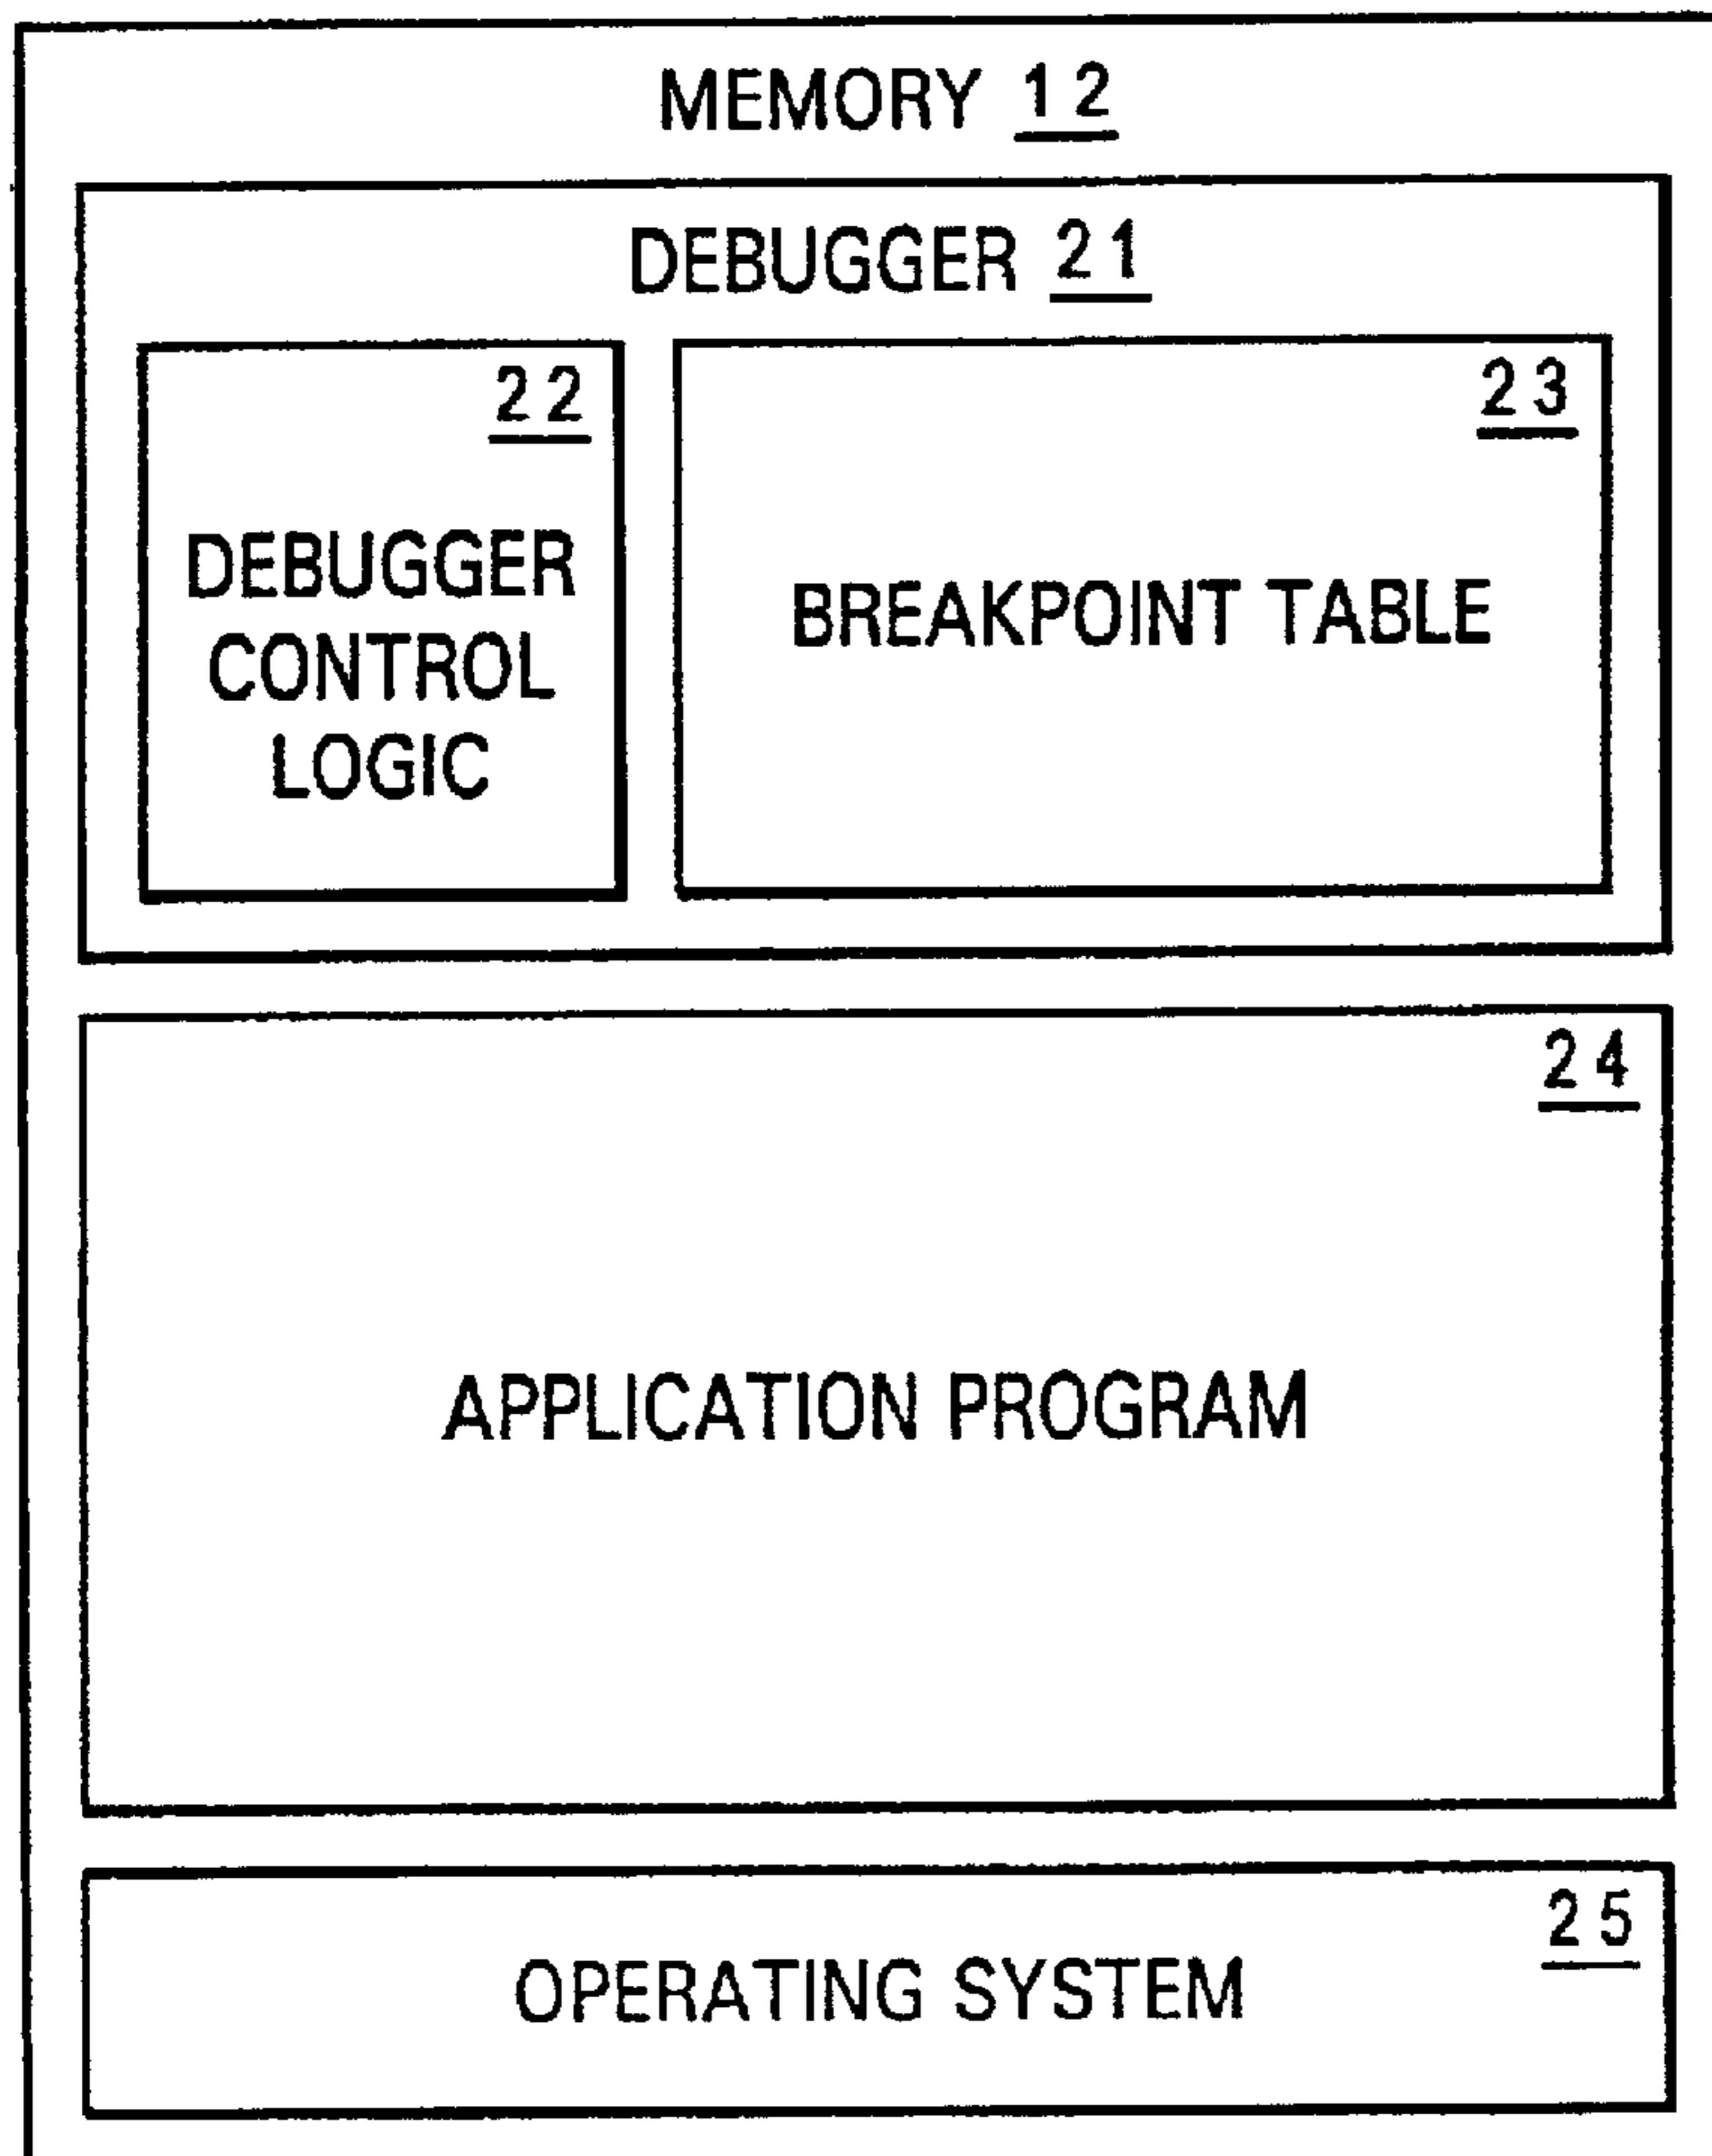 MEMORY 12
DEBUGGER 21
22
DEBUGGER
CONTROL
LOGIC
23
BREAKPOINT TABLE
24
APPLICATION PROGRAM
25
OPERATING SYSTEM